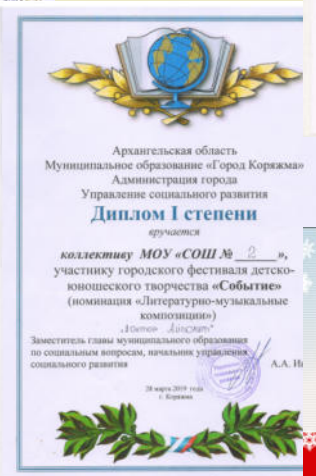 Архангельская область
Муниципальное образование «Город Коряжма»
Администрация города
Управление социального развития
Диплом I степени
вручается
коллективу МОУ «СОШ № 2 »,
участнику городского фестиваля детско-
юношеского творчества «Событие»
(номинация «Литературно-музыкальные
композиции»)
Заместитель главы муниципального образования
по социальным вопросам, начальник управления
социального развития А.А.
28 марта 2019 года
г. Коряжма